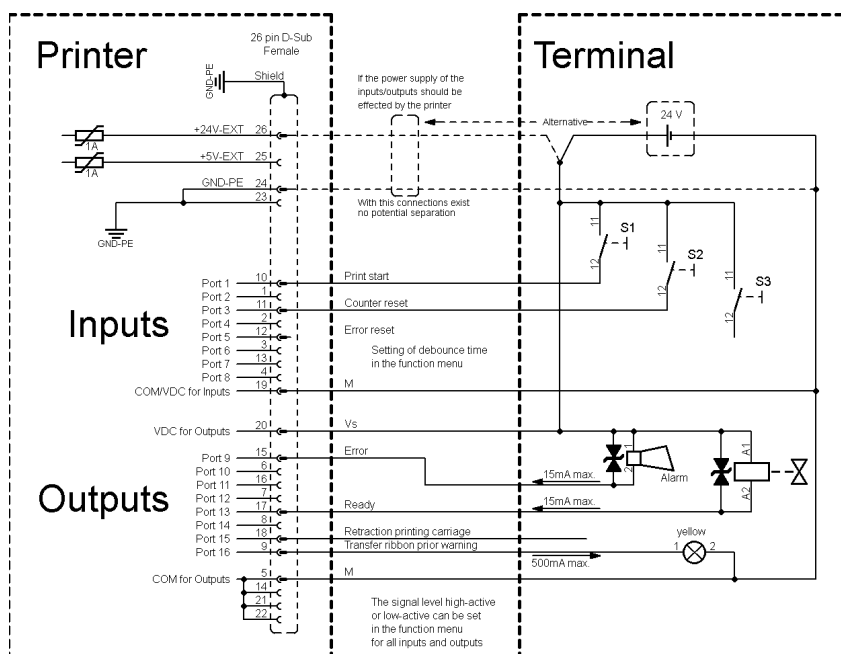 Printer
26 pin D-Sub
Female
Terminal
GND-PE
Shield
If the power supply of the
inputs/outputs should be
effected by the printer
Alternative
24 V
+24V-EXT 26
1A
+5V-EXT 25
1A
GND-PE 24
23
GND-PE
With this connections exist
no potential separation
11
12
S1
11
12
S2
11
12
S3
Inputs
Port 1 10 Print start
Port 2 1
Port 3 11 Counter reset
Port 4 2
Port 5 12 Error reset
Port 6 3
Port 7 13
Port 8 4
Setting of debounce time
in the function menu
COM/VDC for Inputs 19 M
VDC for Outputs 20 Vs
Outputs
Port 9 15 Error
Port 10 6
Port 11 16
Port 12 7
Port 13 17 Ready
Port 14 8
Port 15 18 Retraction printing carriage
Port 16 9 Transfer ribbon prior warning
15mA max.
15mA max.
500mA max.
2 1
Alarm
A1
A2
yellow
1 2
COM for Outputs 5 M
14
21
22
The signal level high-active
or low-active can be set
in the function menu
for all inputs and outputs